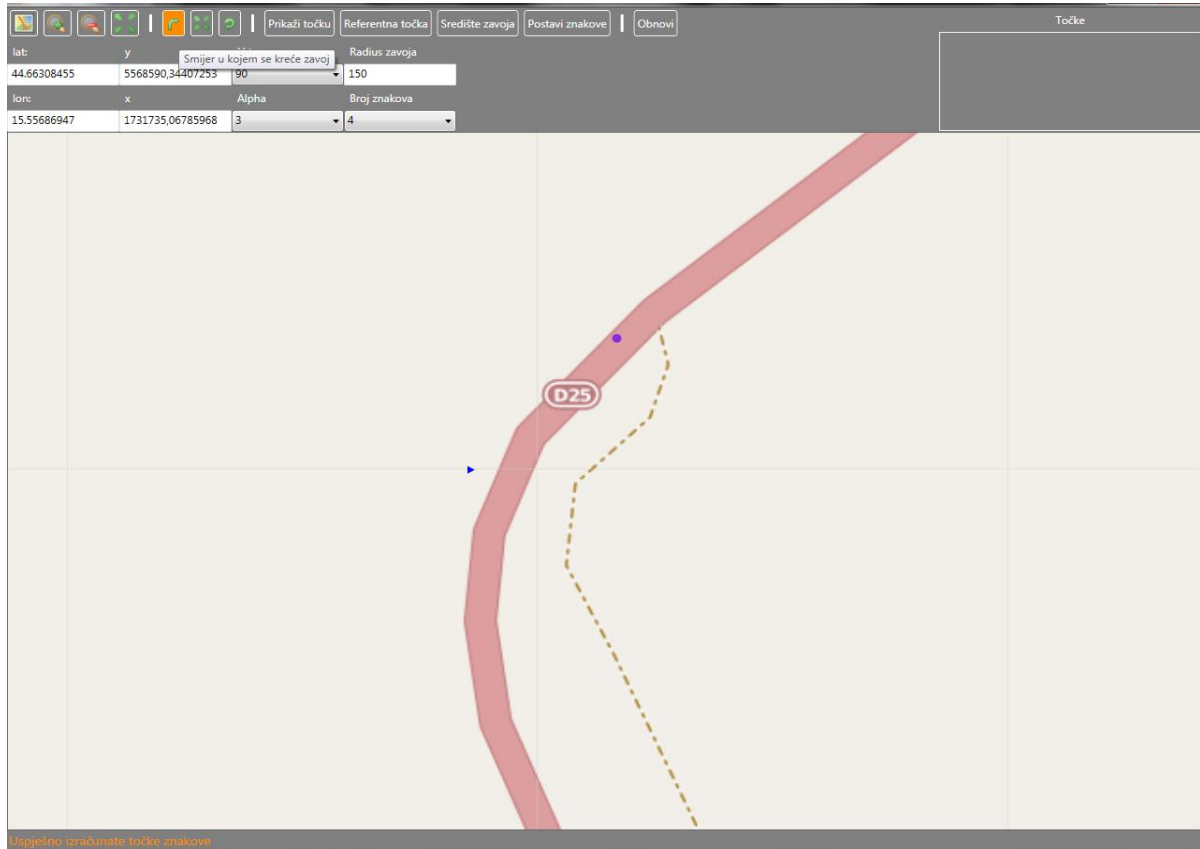 Prikaži točku Referentna točka Središte zavoja Postavi znakove Obnovi Točke
lat: y Radius zavoja
Smijer u kojem se kreće zavoj
44.66308455 5568590,34407253 90 150
lon: x Alpha Broj znakova
15.55686947 1731735,06785968 3 4
D25
Uspješno izračunate točke znakove